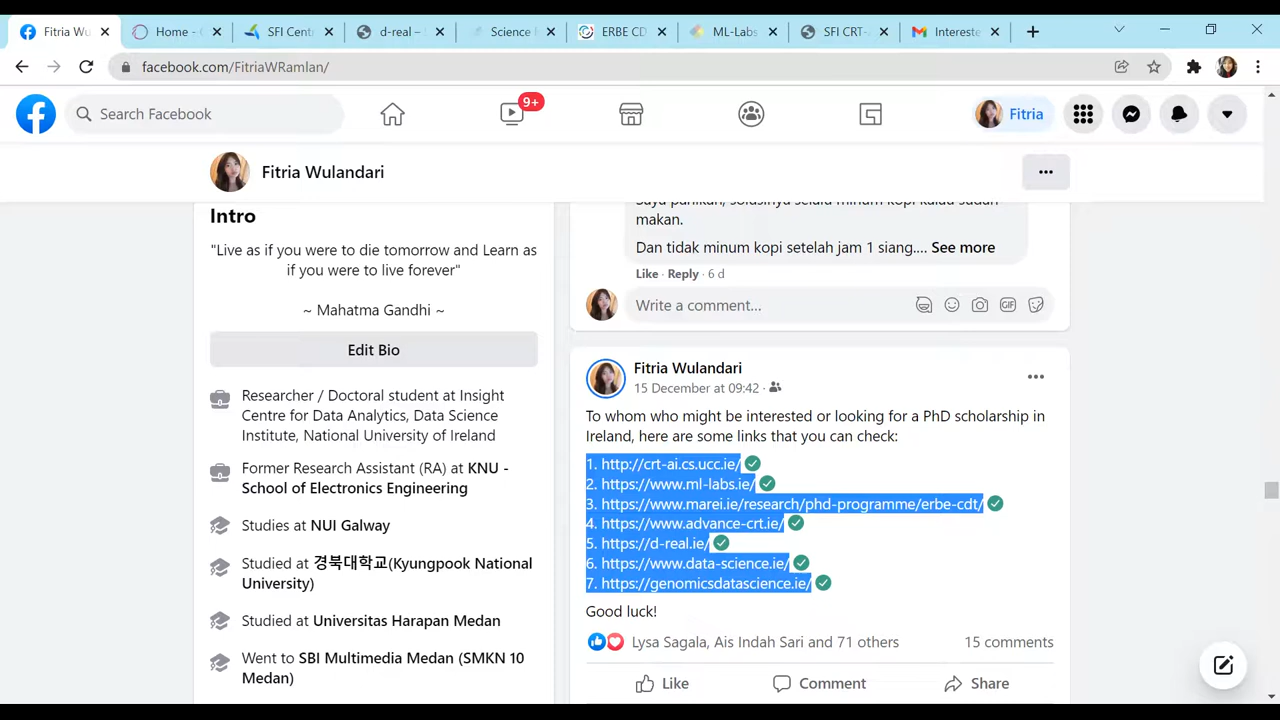 Fitria Wu
Home -
SFI Cent
d-real –
Science I
ERBE CD
ML-Labs
SFI CRT-
Intereste
facebook.com/FitriaWRamlan/
Search Facebook
9+
Fitria
Fitria Wulandari
Intro
"Live as if you were to die tomorrow and Learn as
if you were to live forever"
~ Mahatma Gandhi ~
Edit Bio
Researcher / Doctoral student at Insight
Centre for Data Analytics, Data Science
Institute, National University of Ireland
Former Research Assistant (RA) at KNU -
School of Electronics Engineering
Studies at NUI Galway
Studied at 경북대학교(Kyungpook National
University)
Studied at Universitas Harapan Medan
Went to SBI Multimedia Medan (SMKN 10
Medan)
Saya panikan, solusinya selalu minum kopi kalau sudah
makan.
Dan tidak minum kopi setelah jam 1 siang.... See more
Like · Reply · 6 d
Write a comment...
GIF
Fitria Wulandari
15 December at 09:42 ·
To whom who might be interested or looking for a PhD scholarship in
Ireland, here are some links that you can check:
1. http://crt-ai.cs.ucc.ie/
2. https://www.ml-labs.ie/
3. https://www.marei.ie/research/phd-programme/erbe-cdt/
4. https://www.advance-crt.ie/
5. https://d-real.ie/
6. https://www.data-science.ie/
7. https://genomicsdatascience.ie/
Good luck!
Lysa Sagala, Ais Indah Sari and 71 others
15 comments
Like
Comment
Share